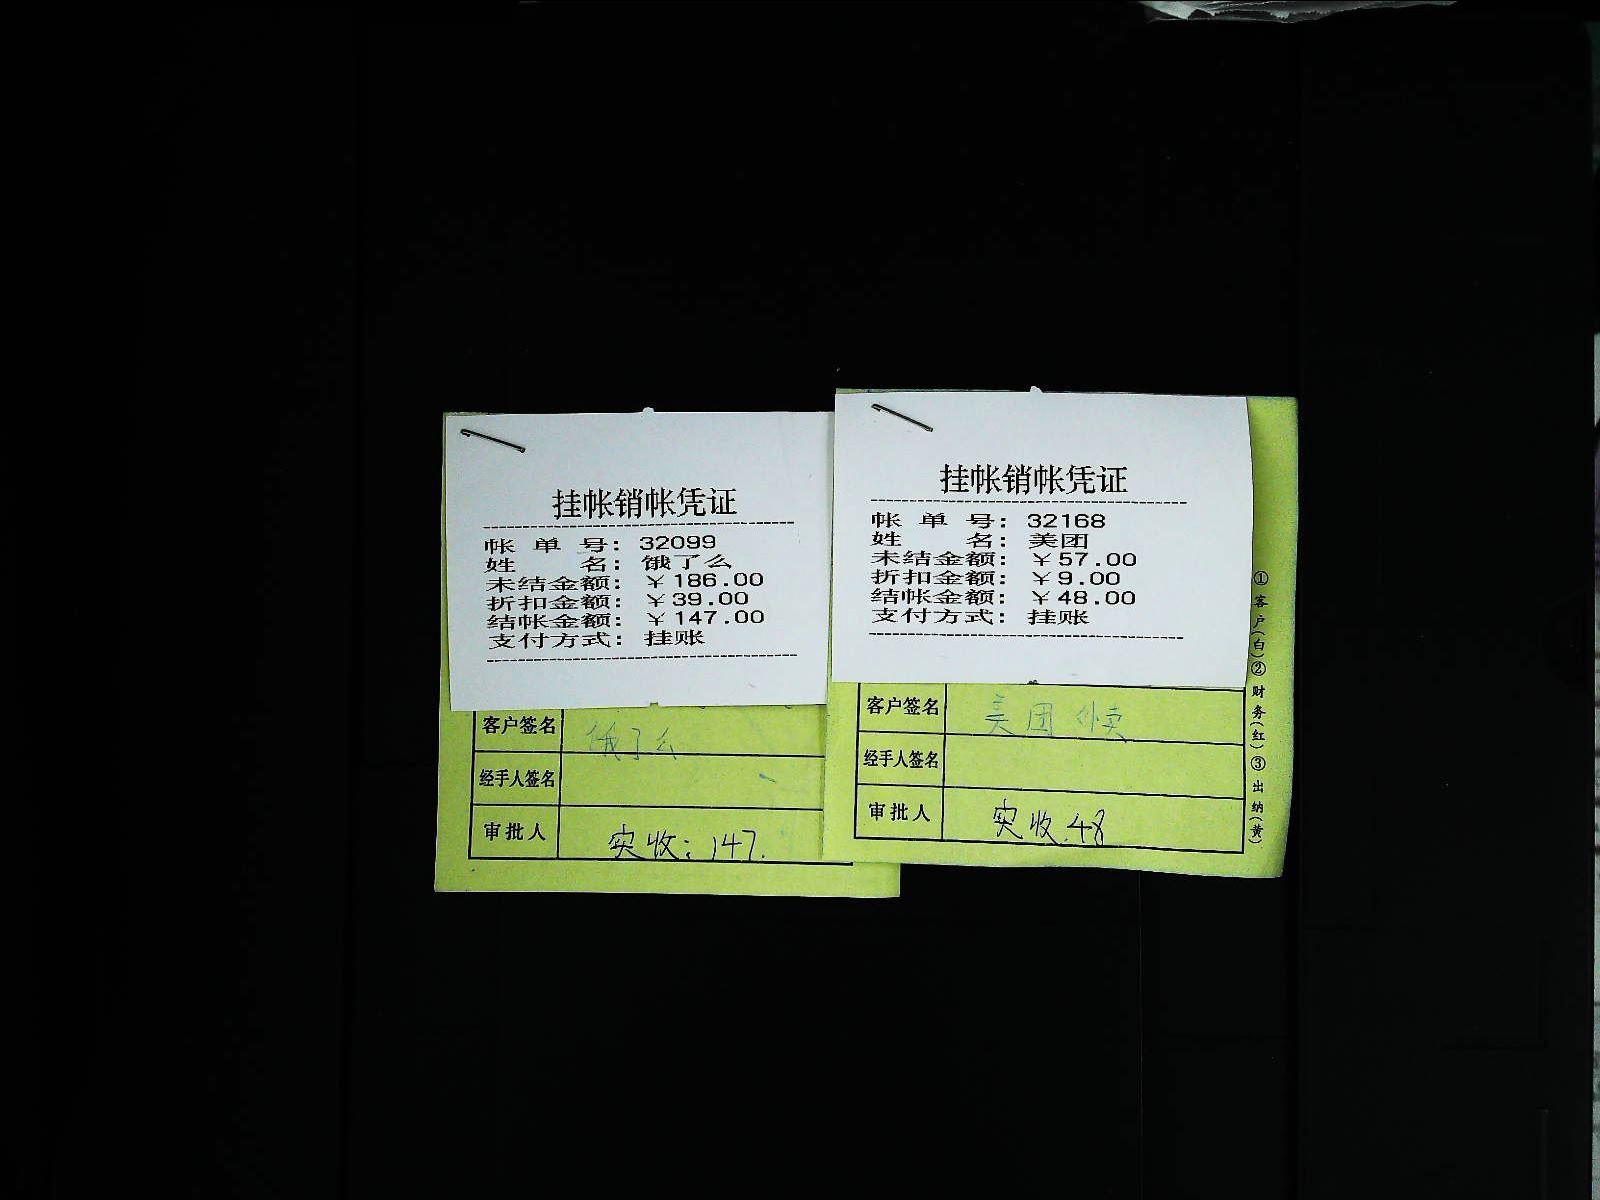 挂帐销帐凭证
帐单号：32099
姓名：饿了么
未结金额：￥186.00
折扣金额：￥39.00
结帐金额：￥147.00
支付方式：挂账
客户签名 饿了么
经手人签名
审批人 实收：147.
挂帐销帐凭证
帐单号：32168
姓名：美团
未结金额：￥57.00
折扣金额：￥9.00
结帐金额：￥48.00
支付方式：挂账
客户签名 美团外卖
经手人签名
审批人 实收.48
①客户(白)②财务(红)③出纳(黄)